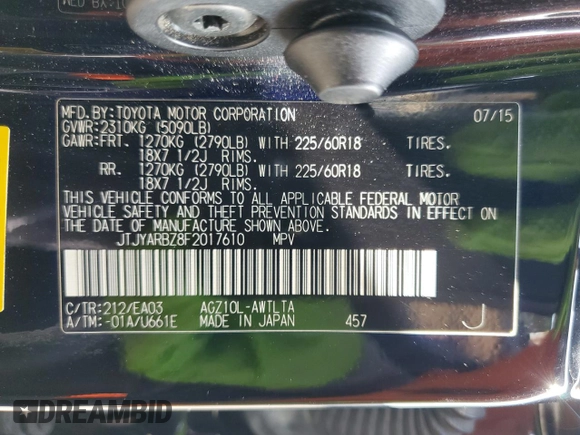 MFD.BY:TOYOTA MOTOR CORPORATION 07/15
GVWR:2310KG (5090LB)
GAWR:FRT. 1270KG (2790LB) WITH 225/60R18 TIRES.
18X7 1/2J RIMS.
RR. 1270KG (2790LB) WITH 225/60R18 TIRES.
18X7 1/2J RIMS.
THIS VEHICLE CONFORMS TO ALL APPLICABLE FEDERAL MOTOR
VEHICLE SAFETY AND THEFT PREVENTION STANDARDS IN EFFECT ON
THE DATE OF MANUFACTURE SHOWN ABOVE.
JTJYARBZ8F2017610 MPV
C/TR:212/EA03 AGZ10L-AWTLTA
A/TM:-01A/U661E MADE IN JAPAN 457 J
DREAMBID